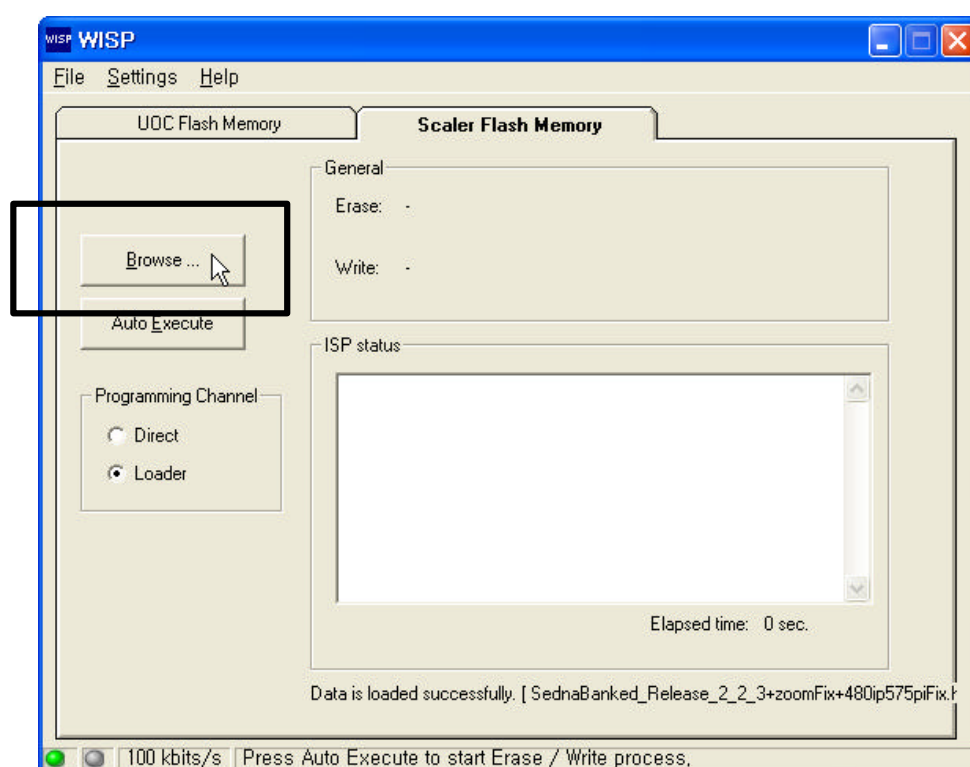 WISP WISP
File Settings Help
UOC Flash Memory
Scaler Flash Memory
General
Erase: -
Write: -
Browse ...
Auto Execute
ISP status
Programming Channel
Direct
Loader
Elapsed time: 0 sec.
Data is loaded successfully. [ SednaBanked_Release_2_2_3+zoomFix+480ip575piFix.h
100 kbits/s Press Auto Execute to start Erase / Write process,